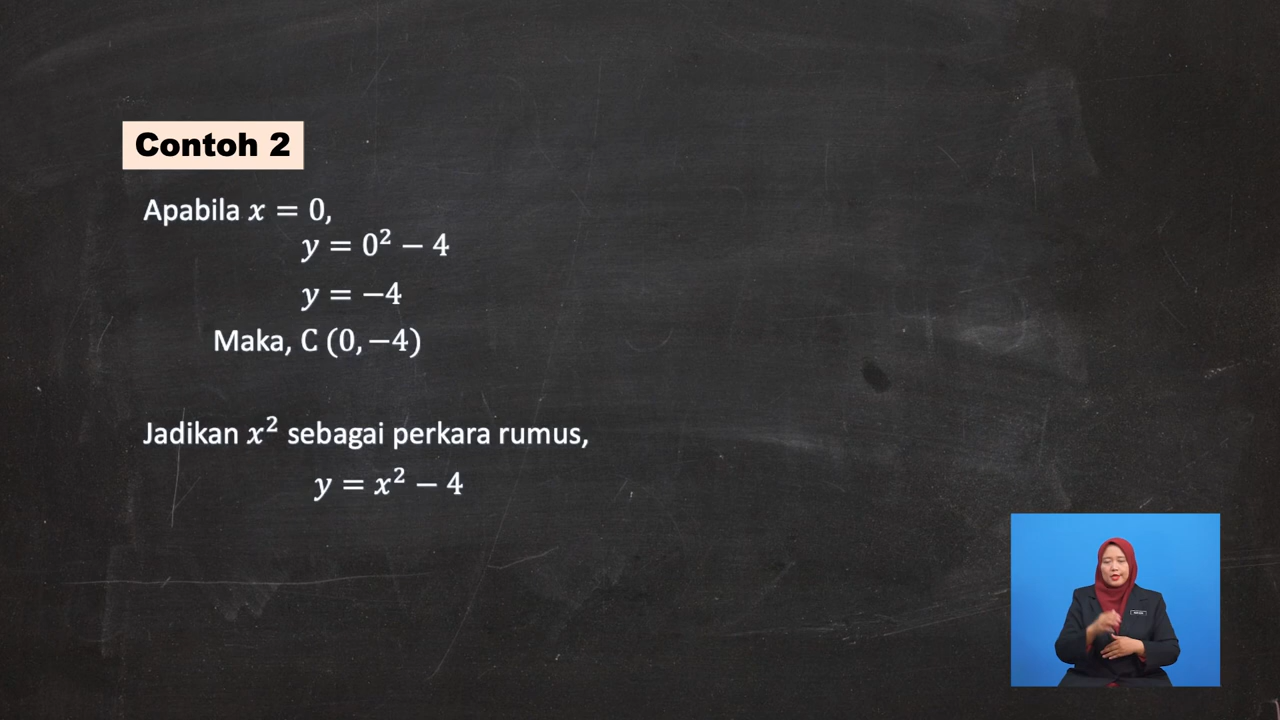 Contoh 2
Apabila x = 0,
y = 0² − 4
y = −4
Maka, C (0, −4)
Jadikan x² sebagai perkara rumus,
y = x² − 4